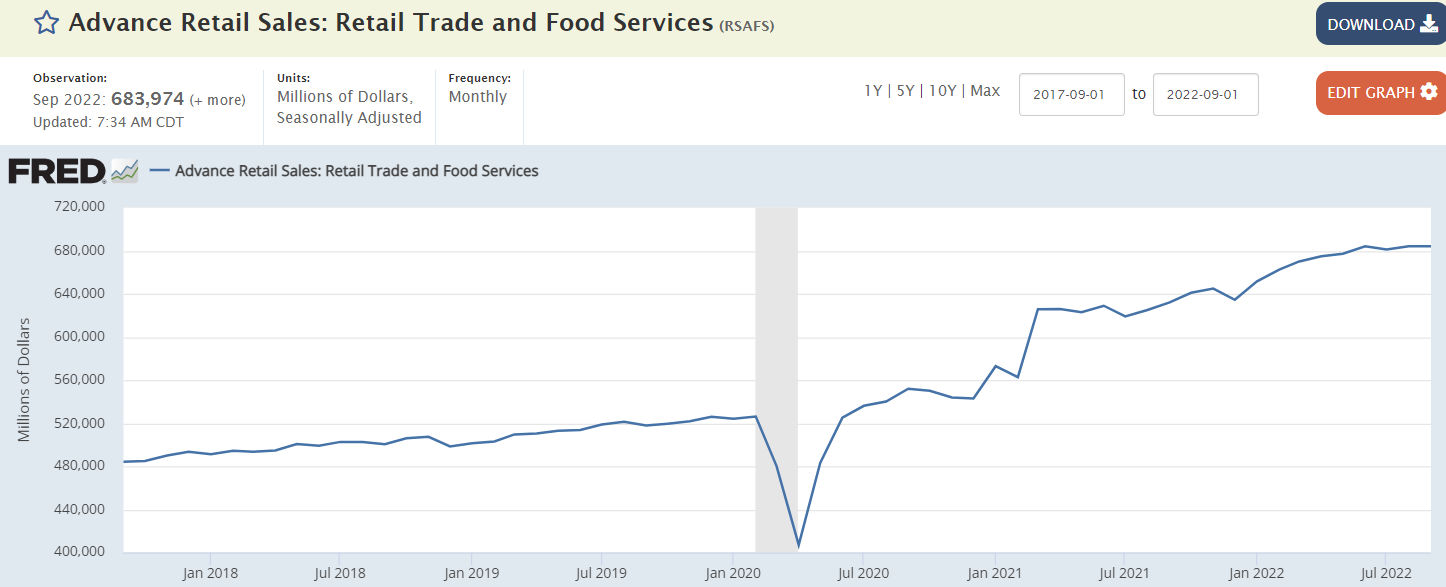 Advance Retail Sales: Retail Trade and Food Services (RSAFS)
DOWNLOAD
Observation:
Sep 2022: 683,974 (+ more)
Updated: 7:34 AM CDT
Units:
Millions of Dollars,
Seasonally Adjusted
Frequency:
Monthly
1Y | 5Y | 10Y | Max
2017-09-01 to 2022-09-01
EDIT GRAPH
FRED
Advance Retail Sales: Retail Trade and Food Services
720,000
680,000
640,000
600,000
560,000
520,000
480,000
440,000
400,000
Millions of Dollars
Jan 2018 Jul 2018 Jan 2019 Jul 2019 Jan 2020 Jul 2020 Jan 2021 Jul 2021 Jan 2022 Jul 2022